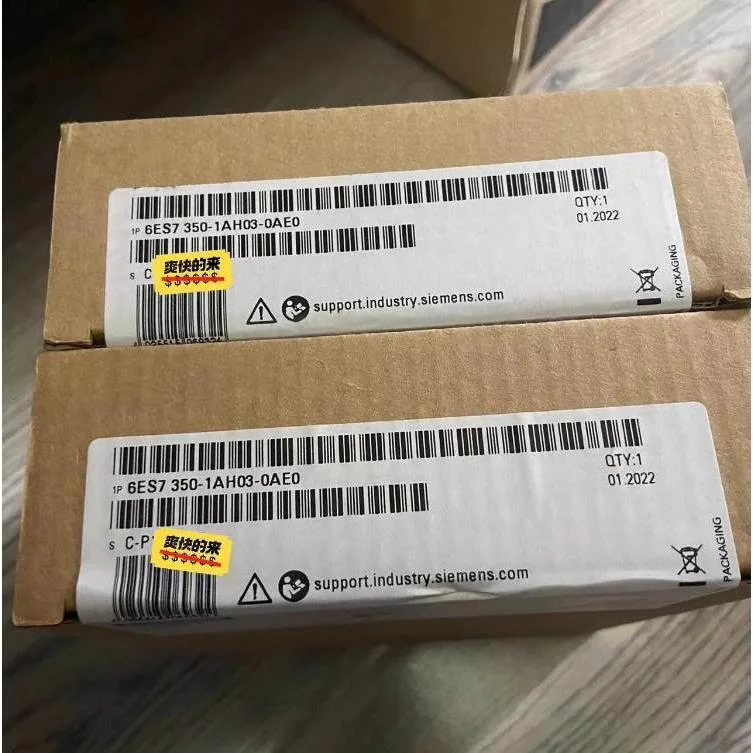 1P 6ES7 350-1AH03-0AE0
QTY:1
01.2022
S C
爽快的来
$$$$$$
support.industry.siemens.com
PACKAGING
1P 6ES7 350-1AH03-0AE0
QTY:1
01.2022
S C-P
爽快的来
$$$$$$
support.industry.siemens.com
PACKAGING